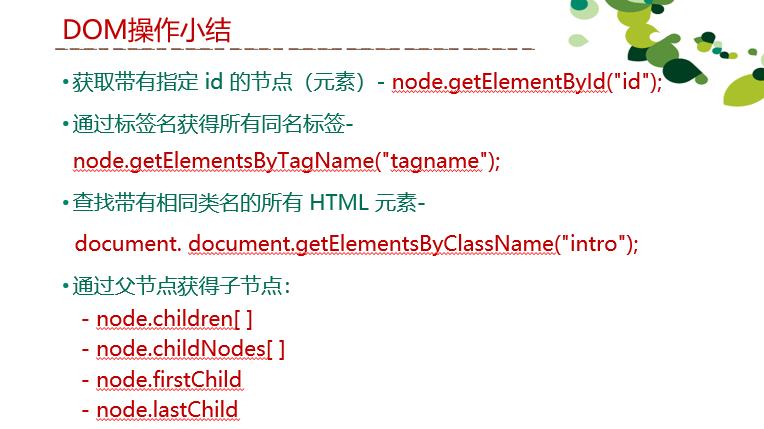 DOM操作小结
•获取带有指定 id 的节点（元素）- node.getElementById("id");
•通过标签名获得所有同名标签-
node.getElementsByTagName("tagname");
•查找带有相同类名的所有 HTML 元素-
document. document.getElementsByClassName("intro");
•通过父节点获得子节点：
- node.children[ ]
- node.childNodes[ ]
- node.firstChild
- node.lastChild